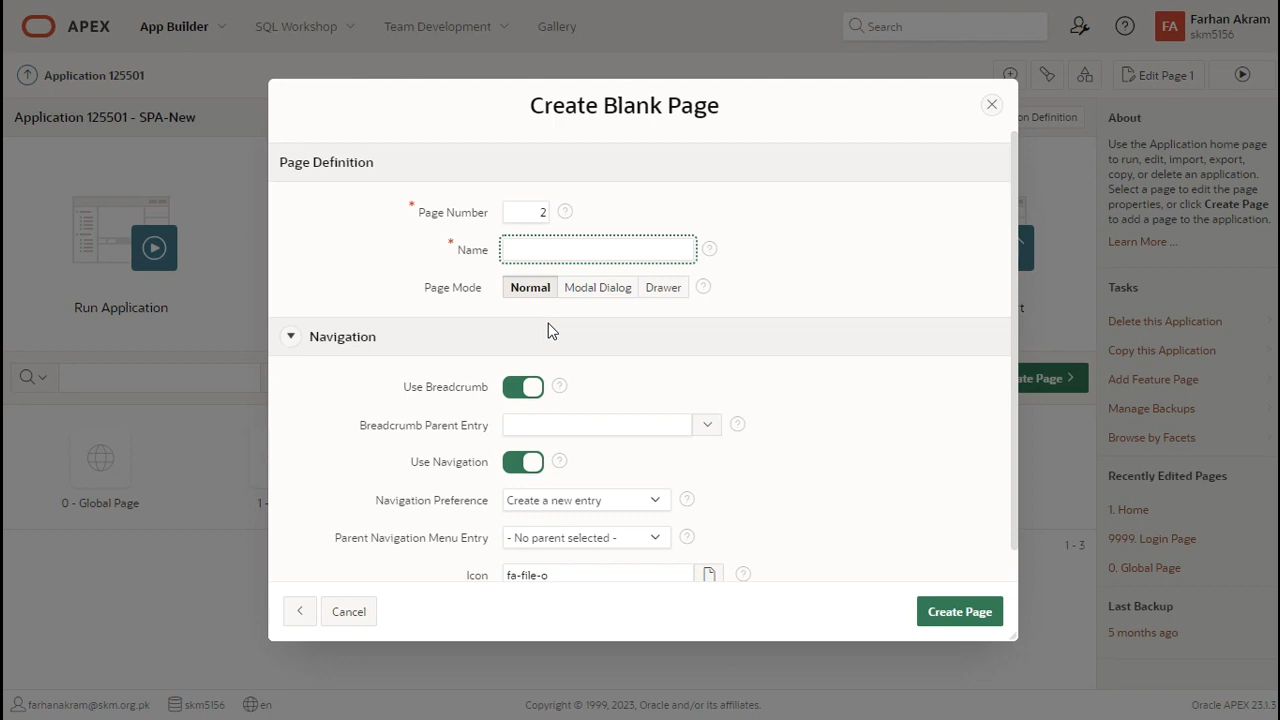 APEX
App Builder
SQL Workshop
Team Development
Gallery
Search
FA
Farhan Akram
skm5156
Application 125501
Edit Page 1
Application 125501 - SPA-New
on Definition
Create Blank Page
Page Definition
* Page Number
2
* Name
Page Mode
Normal
Modal Dialog
Drawer
Navigation
Use Breadcrumb
Breadcrumb Parent Entry
Use Navigation
Navigation Preference
Create a new entry
Parent Navigation Menu Entry
- No parent selected -
Icon
fa-file-o
Cancel
Create Page
Run Application
0 - Global Page
1 -
t
ate Page
1 - 3
About
Use the Application home page
to run, edit, import, export,
copy, or delete an application.
Select a page to edit the page
properties, or click Create Page
to add a page to the application.
Learn More ...
Tasks
Delete this Application
Copy this Application
Add Feature Page
Manage Backups
Browse by Facets
Recently Edited Pages
1. Home
9999. Login Page
0. Global Page
Last Backup
5 months ago
farhanakram@skm.org.pk
skm5156
en
Copyright © 1999, 2023, Oracle and/or its affiliates.
Oracle APEX 23.1.3